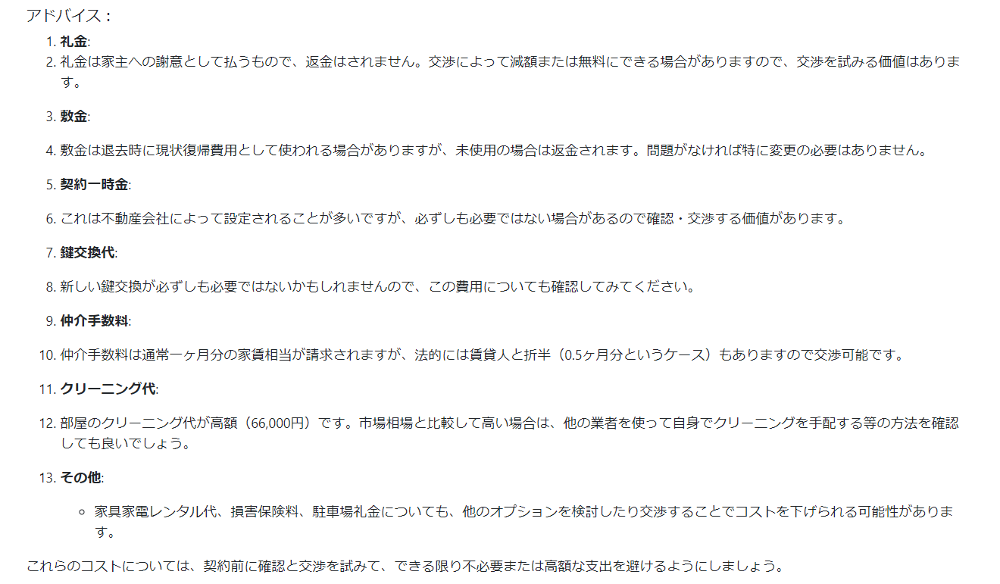 アドバイス：
1. 礼金:
2. 礼金は家主への謝意として払うもので、返金はされません。交渉によって減額または無料にできる場合がありますので、交渉を試みる価値はありま
す。
3. 敷金:
4. 敷金は退去時に現状復帰費用として使われる場合がありますが、未使用の場合は返金されます。問題がなければ特に変更の必要はありません。
5. 契約一時金:
6. これは不動産会社によって設定されることが多いですが、必ずしも必要ではない場合があるので確認・交渉する価値があります。
7. 鍵交換代:
8. 新しい鍵交換が必ずしも必要ではないかもしれませんので、この費用についても確認してみてください。
9. 仲介手数料:
10. 仲介手数料は通常一ヶ月分の家賃相当が請求されますが、法的には賃貸人と折半（0.5ヶ月分というケース）もありますので交渉可能です。
11. クリーニング代:
12. 部屋のクリーニング代が高額（66,000円）です。市場相場と比較して高い場合は、他の業者を使って自身でクリーニングを手配する等の方法を確認
しても良いでしょう。
13. その他:
○ 家具家電レンタル代、損害保険料、駐車場礼金についても、他のオプションを検討したり交渉することでコストを下げられる可能性がありま
す。
これらのコストについては、契約前に確認と交渉を試みて、できる限り不必要または高額な支出を避けるようにしましょう。